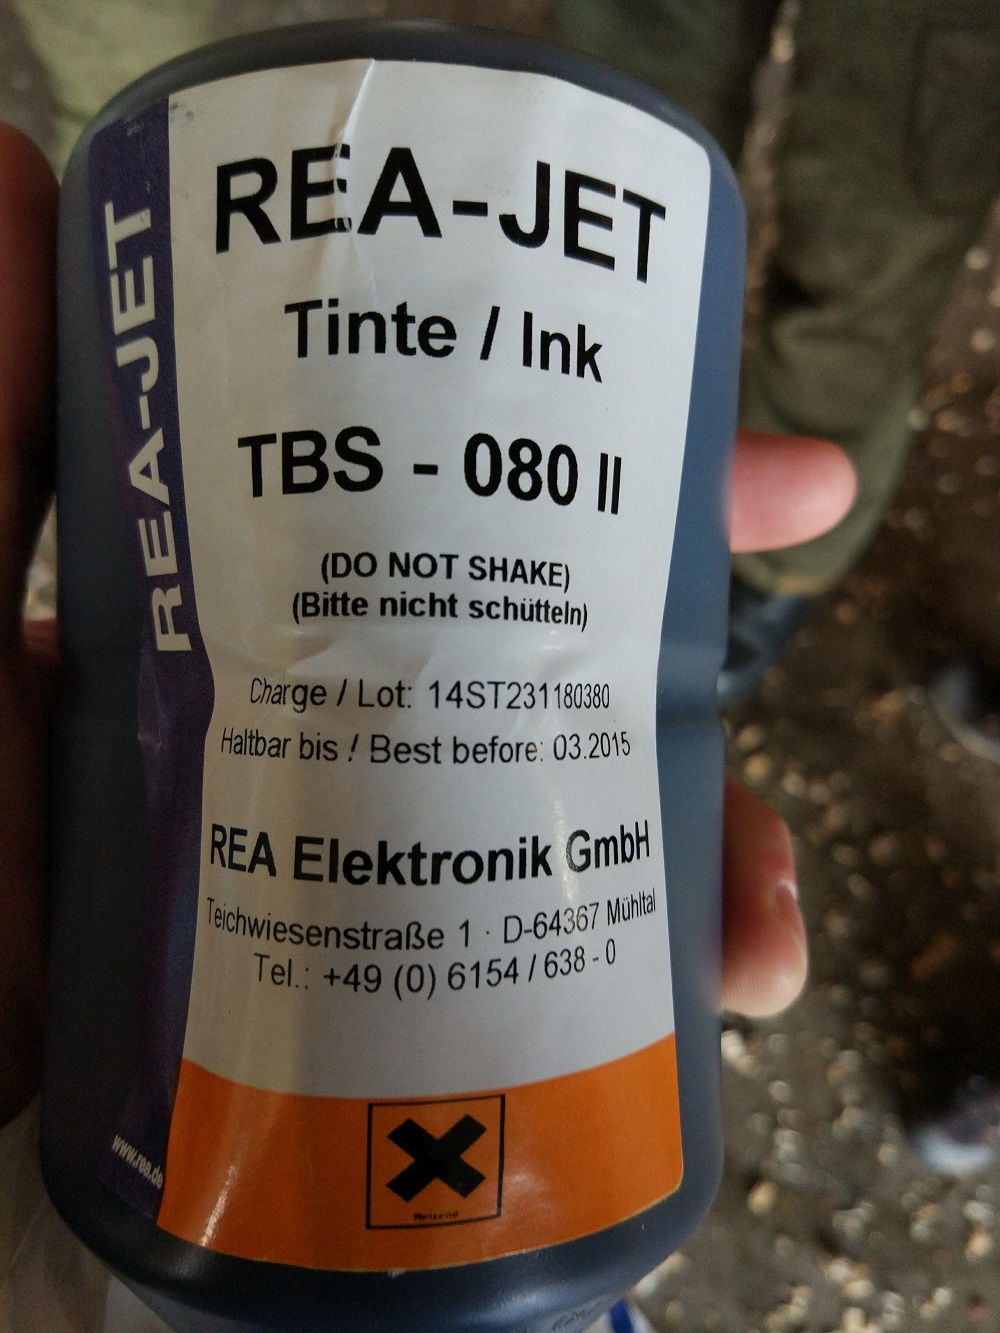 REA-JET
Tinte / Ink
TBS - 080 II
(DO NOT SHAKE)
(Bitte nicht schütteln)
Charge / Lot: 14ST231180380
Haltbar bis / Best before: 03.2015
REA Elektronik GmbH
Teichwiesenstraße 1 · D-64367 Mühltal
Tel.: +49 (0) 6154 / 638 - 0
Reizend
REA-JET
www.rea.de